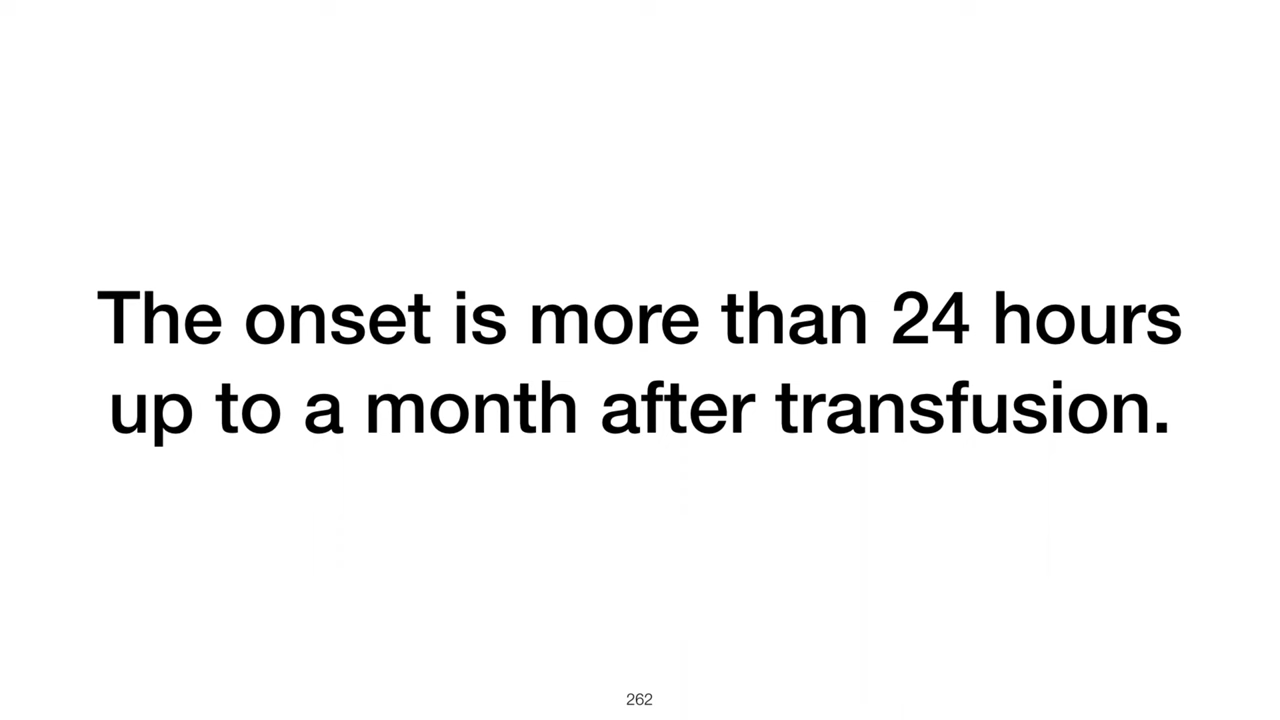 The onset is more than 24 hours
up to a month after transfusion.
262